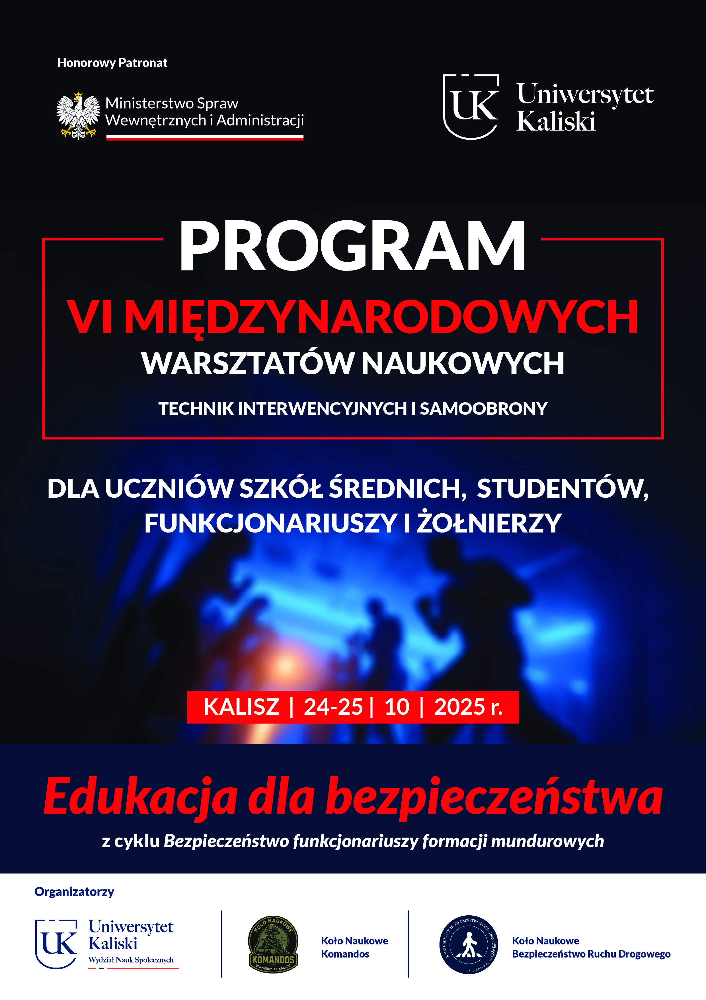 Honorowy Patronat
Ministerstwo Spraw
Wewnętrznych i Administracji
UK
Uniwersytet
Kaliski
PROGRAM
VI MIĘDZYNARODOWYCH
WARSZTATÓW NAUKOWYCH
TECHNIK INTERWENCYJNYCH I SAMOOBRONY
DLA UCZNIÓW SZKÓŁ ŚREDNICH, STUDENTÓW,
FUNKCJONARIUSZY I ŻOŁNIERZY
KALISZ | 24-25 | 10 | 2025 r.
Edukacja dla bezpieczeństwa
z cyklu Bezpieczeństwo funkcjonariuszy formacji mundurowych
Organizatorzy
UK
Uniwersytet
Kaliski
Wydział Nauk Społecznych
KOŁO NAUKOWE
KOMANDOS
UNIWERSYTET KALISKI
Koło Naukowe
Komandos
KOŁO NAUKOWE BEZPIECZEŃSTWO RUCHU DROGOWEGO
UNIWERSYTETU KALISKIEGO
Koło Naukowe
Bezpieczeństwo Ruchu Drogowego